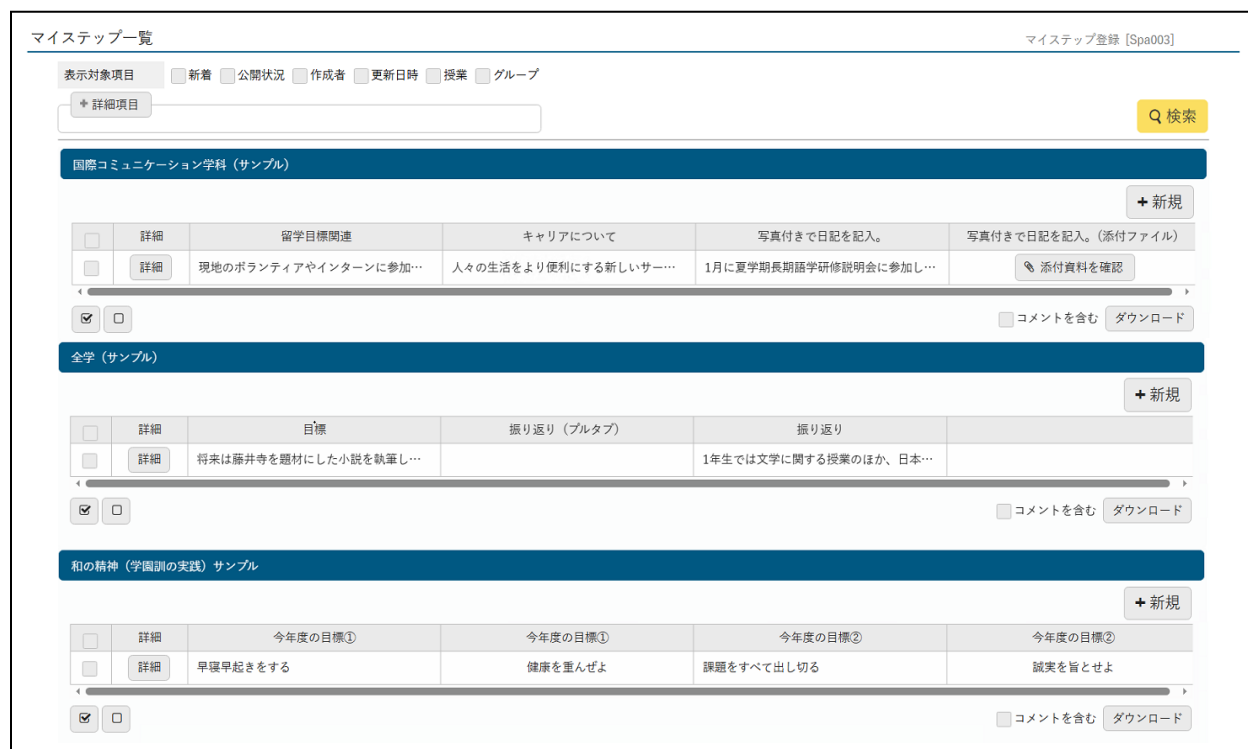 マイステップ一覧 マイステップ登録 [Spa003]
表示対象項目 新着 公開状況 作成者 更新日時 授業 グループ
+ 詳細項目
検索
国際コミュニケーション学科（サンプル）
+ 新規
詳細 留学目標関連 キャリアについて 写真付きで日記を記入。 写真付きで日記を記入。(添付ファイル)
詳細 現地のボランティアやインターンに参加… 人々の生活をより便利にする新しいサー… 1月に夏学期長期語学研修説明会に参加し… 添付資料を確認
コメントを含む ダウンロード
全学（サンプル）
+ 新規
詳細 目標 振り返り（プルタブ） 振り返り
詳細 将来は藤井寺を題材にした小説を執筆し… 1年生では文学に関する授業のほか、日本…
コメントを含む ダウンロード
和の精神（学園訓の実践）サンプル
+ 新規
詳細 今年度の目標① 今年度の目標① 今年度の目標② 今年度の目標②
詳細 早寝早起きをする 健康を重んぜよ 課題をすべて出し切る 誠実を旨とせよ
コメントを含む ダウンロード